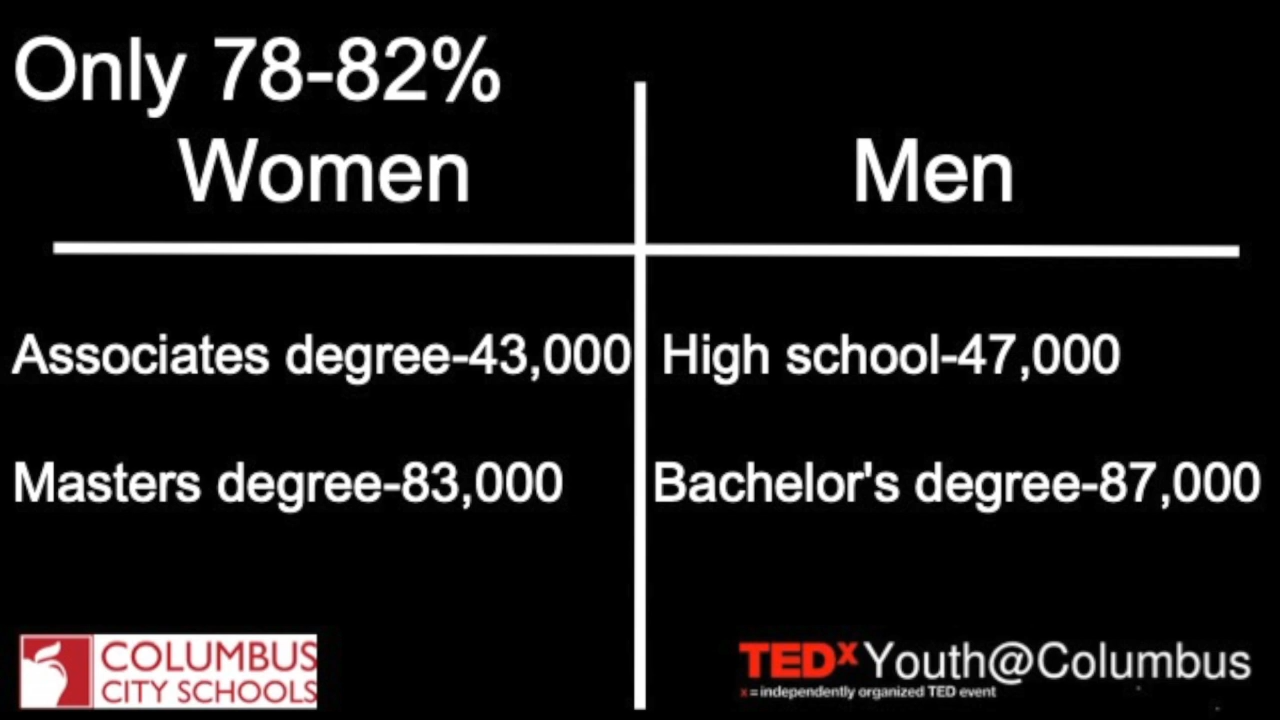 Only 78-82%
Women
Men
Associates degree-43,000
High school-47,000
Masters degree-83,000
Bachelor's degree-87,000
COLUMBUS
CITY SCHOOLS
TEDx Youth@Columbus
x = independently organized TED event